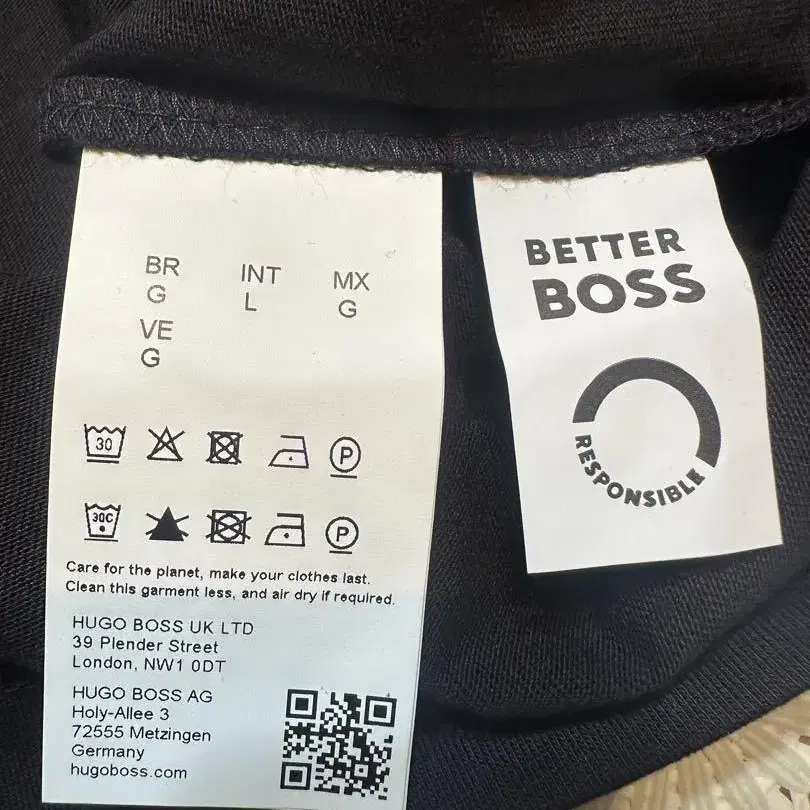 BR INT MX
G L G
VE
G
30 P
30C P
Care for the planet, make your clothes last.
Clean this garment less, and air dry if required.
HUGO BOSS UK LTD
39 Plender Street
London, NW1 0DT
HUGO BOSS AG
Holy-Allee 3
72555 Metzingen
Germany
hugoboss.com
BETTER
BOSS
RESPONSIBLE